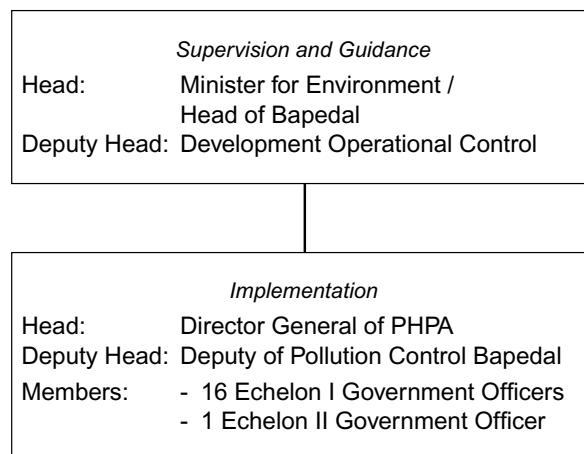 Supervision and Guidance
Head: Minister for Environment /
Head of Bapedal
Deputy Head: Development Operational Control
Implementation
Head: Director General of PHPA
Deputy Head: Deputy of Pollution Control Bapedal
Members: - 16 Echelon I Government Officers
- 1 Echelon II Government Officer